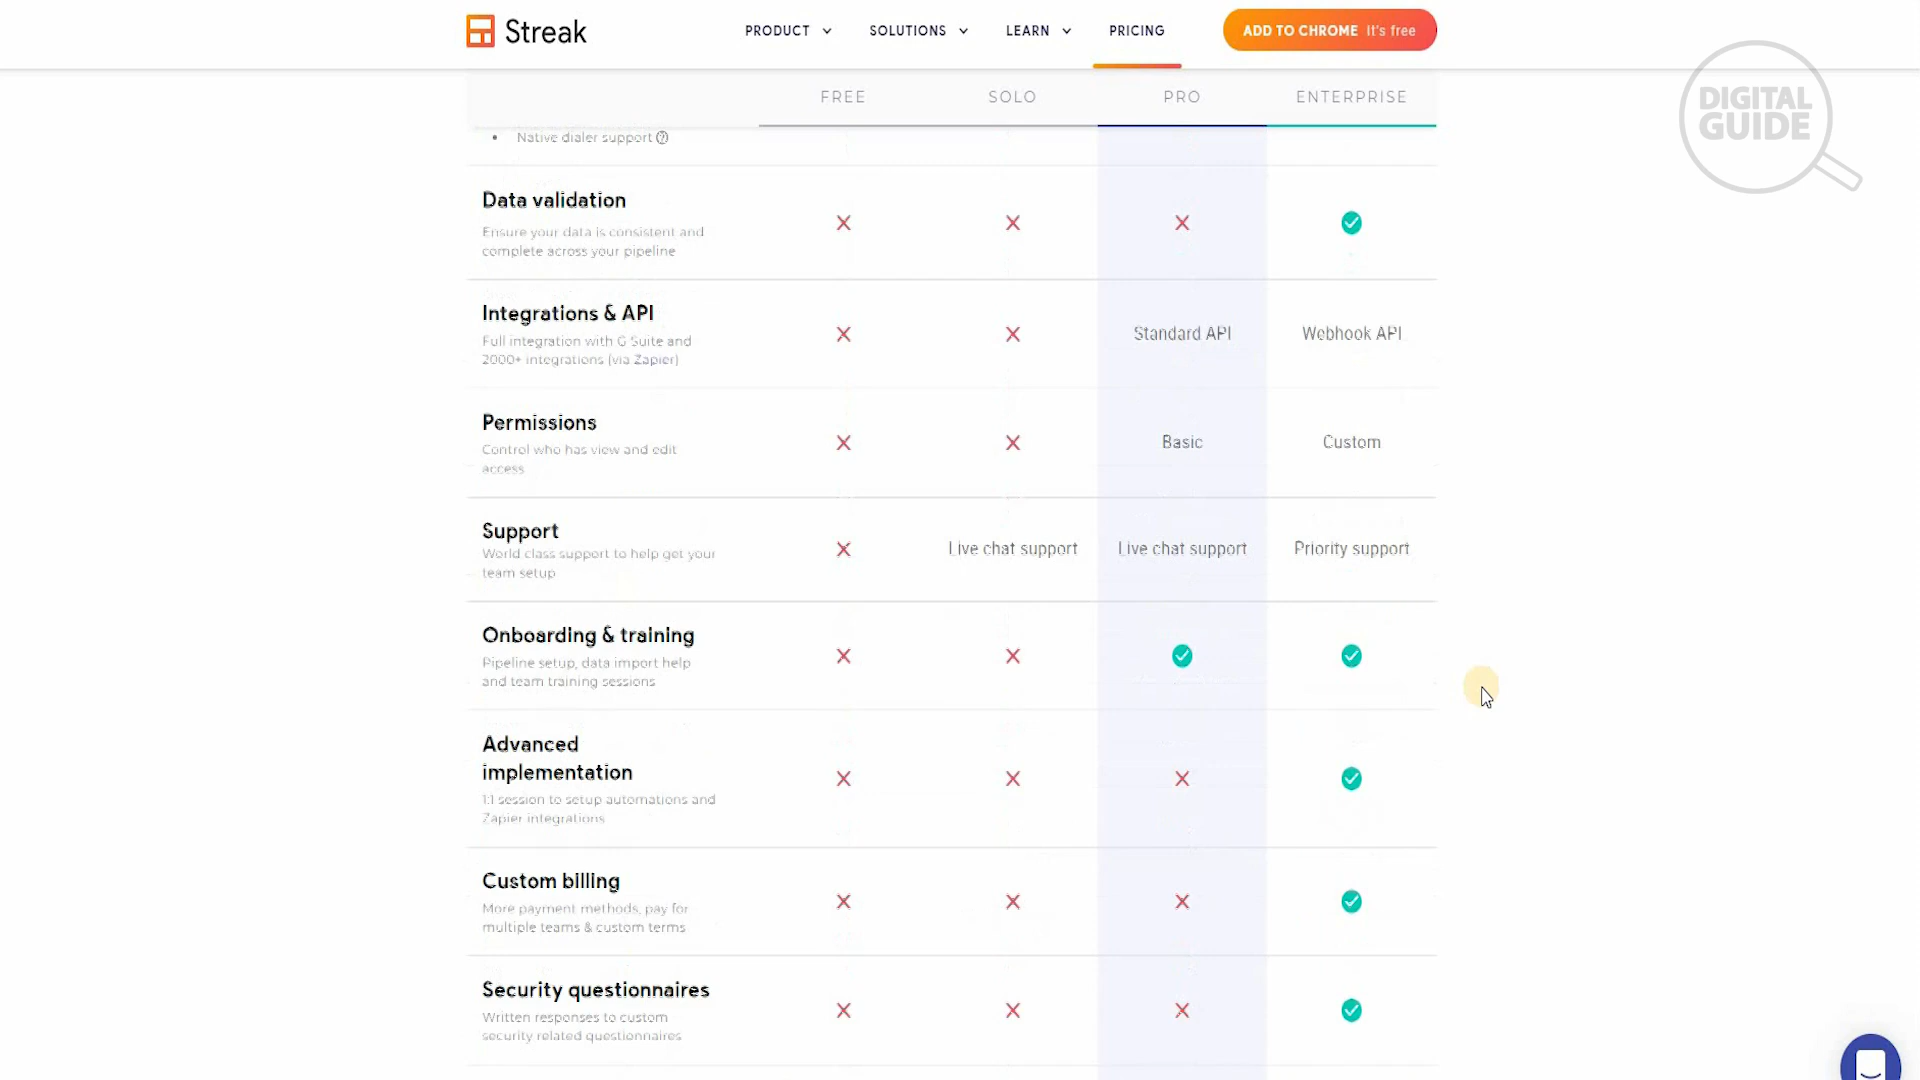 Streak
PRODUCT
SOLUTIONS
LEARN
PRICING
ADD TO CHROME It's free
DIGITAL
GUIDE
FREE
SOLO
PRO
ENTERPRISE
• Native dialer support
Data validation
Ensure your data is consistent and
complete across your pipeline
Integrations & API
Full integration with G Suite and
2000+ integrations (via Zapier)
Standard API
Webhook API
Permissions
Control who has view and edit
access
Basic
Custom
Support
World class support to help get your
team setup
Live chat support
Live chat support
Priority support
Onboarding & training
Pipeline setup, data import help
and team training sessions
Advanced
implementation
1:1 session to setup automations and
Zapier integrations
Custom billing
More payment methods, pay for
multiple teams & custom terms
Security questionnaires
Written responses to custom
security related questionnaires